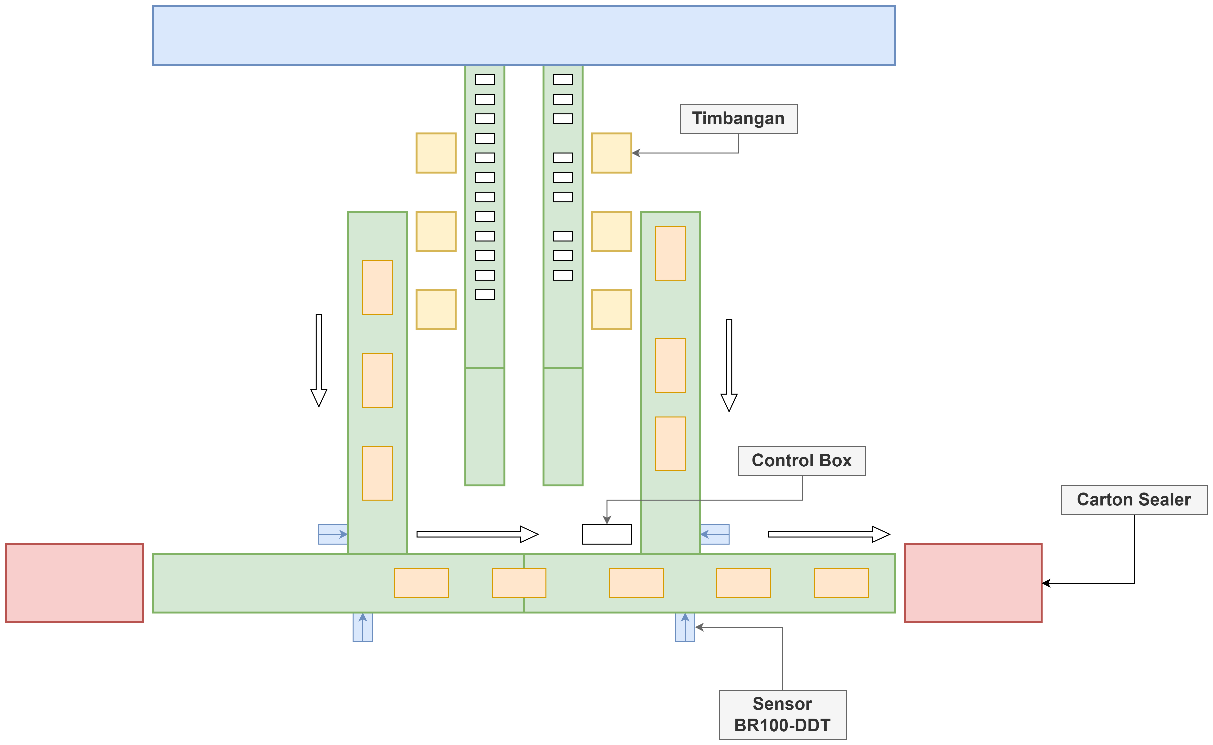 Timbangan
Control Box
Carton Sealer
Sensor
BR100-DDT